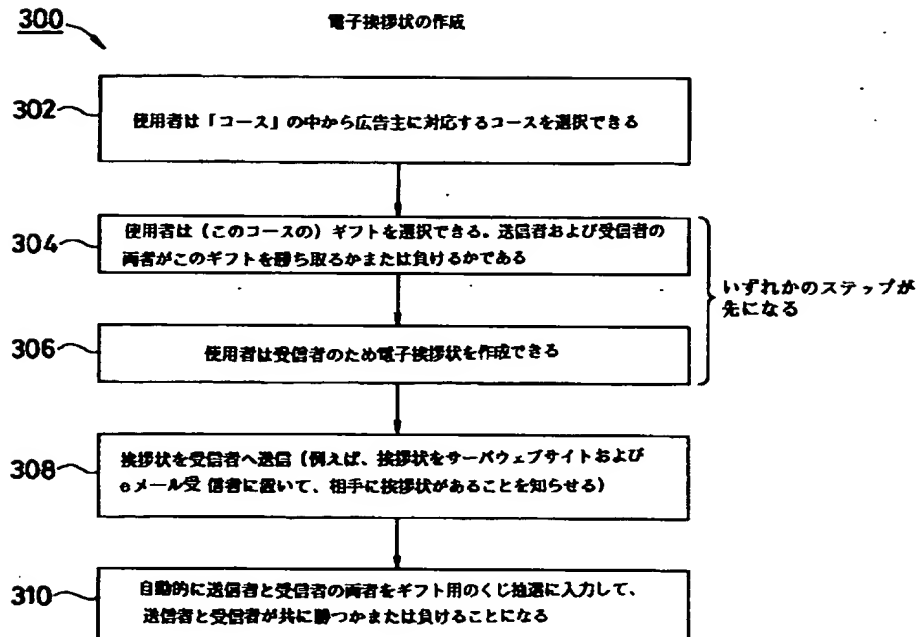 300
電子挨拶状の作成
302
使用者は「コース」の中から広告主に対応するコースを選択できる
304
使用者は(このコースの)ギフトを選択できる。送信者および受信者の
両者がこのギフトを勝ち取るかまたは負けるかである
いずれかのステップが
先になる
306
使用者は受信者のため電子挨拶状を作成できる
308
挨拶状を受信者へ送信(例えば、挨拶状をサーバウェブサイトおよび
eメール受 信者に置いて、相手に挨拶状があることを知らせる)
310
自動的に送信者と受信者の両者をギフト用のくじ抽選に入力して、
送信者と受信者が共に勝つかまたは負けることになる